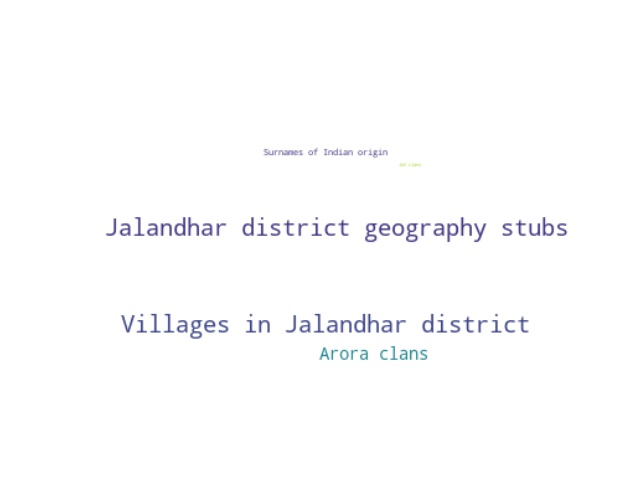 Surnames of Indian origin
Jat clans
Jalandhar district geography stubs
Villages in Jalandhar district
Arora clans